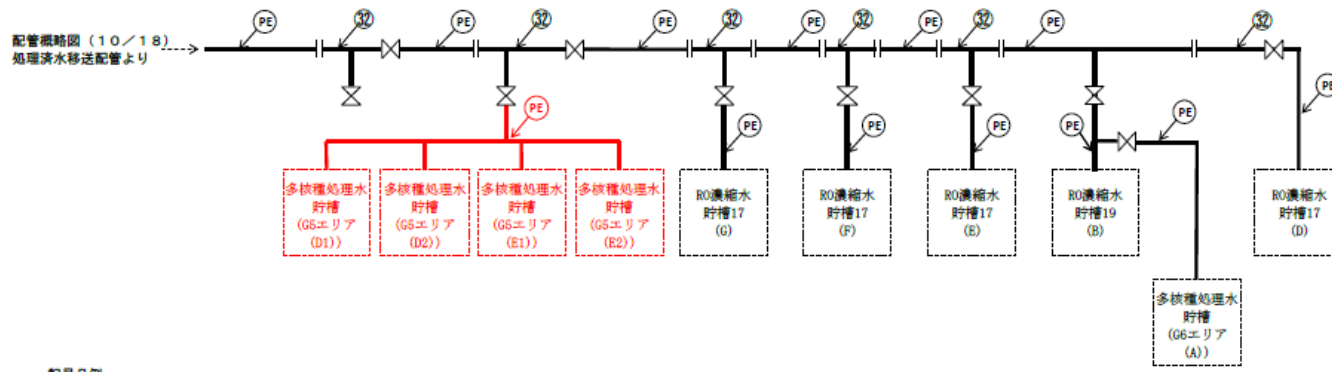 PE ㉜ PE ㉜ PE ㉜ PE ㉜ PE ㉜ PE ㉜
配管概略図(10/18)
処理済水移送配管より
PE
PE
PE
PE
PE
PE
PE
PE
多核種処理水
貯槽
(G5エリア
(D1))
多核種処理水
貯槽
(G5エリア
(D2))
多核種処理水
貯槽
(G5エリア
(E1))
多核種処理水
貯槽
(G5エリア
(E2))
RO濃縮水
貯槽17
(G)
RO濃縮水
貯槽17
(F)
RO濃縮水
貯槽17
(E)
RO濃縮水
貯槽19
(B)
RO濃縮水
貯槽17
(D)
多核種処理水
貯槽
(G6エリア
(A))